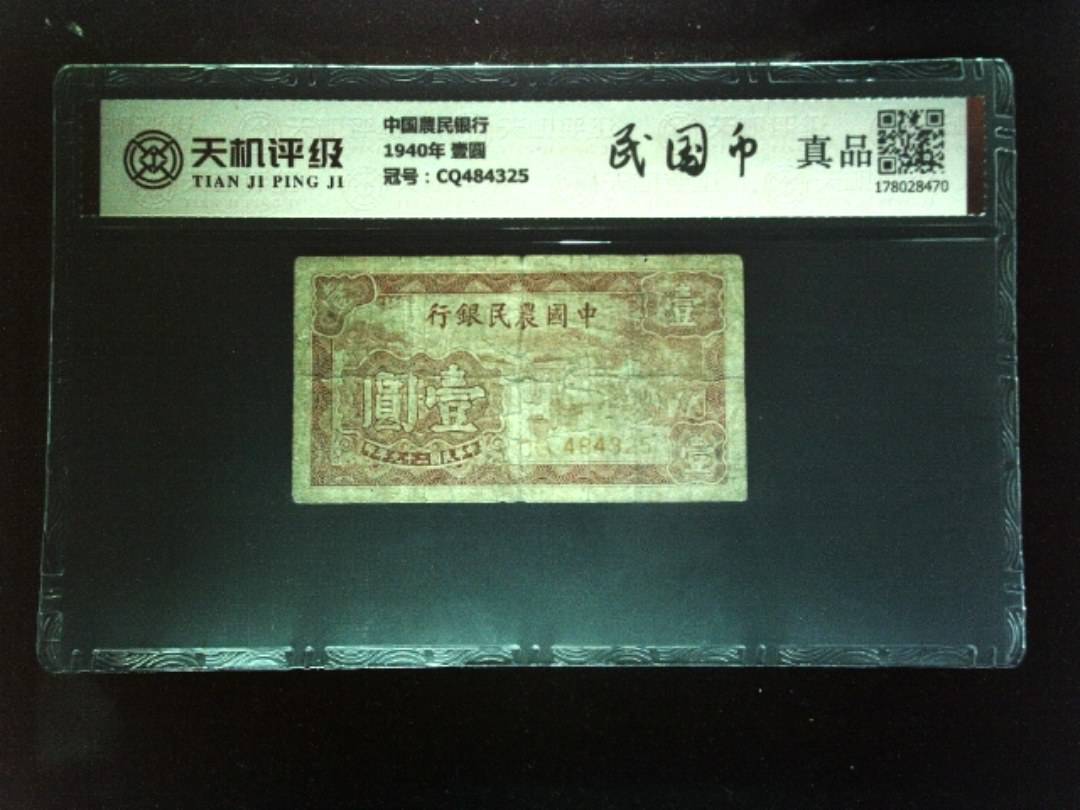 天机评级
TIAN JI PING JI
中国農民银行
1940年 壹圆
冠号：CQ484325
民国币
真品
178028470
行銀民農國中
壹
圓壹
484325
壹